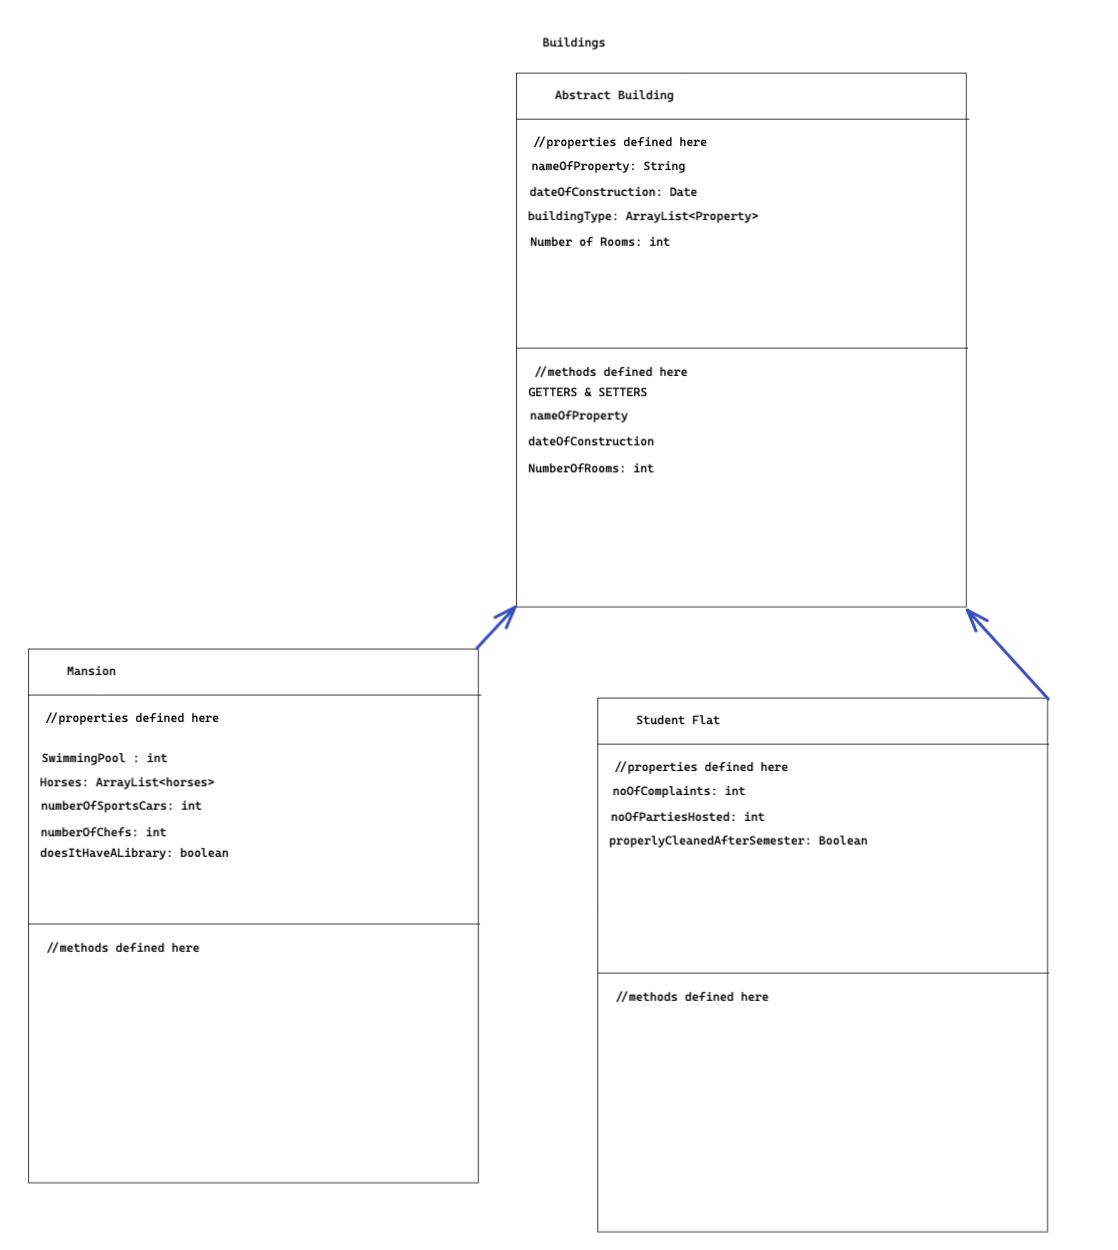 Buildings
Abstract Building
//properties defined here
nameOfProperty: String
dateOfConstruction: Date
buildingType: ArrayList<Property>
Number of Rooms: int
//methods defined here
GETTERS & SETTERS
nameOfProperty
dateOfConstruction
NumberOfRooms: int
Mansion
//properties defined here
SwimmingPool : int
Horses: ArrayList<horses>
numberOfSportsCars: int
numberOfChefs: int
doesItHaveALibrary: boolean
//methods defined here
Student Flat
//properties defined here
noOfComplaints: int
noOfPartiesHosted: int
properlyCleanedAfterSemester: Boolean
//methods defined here